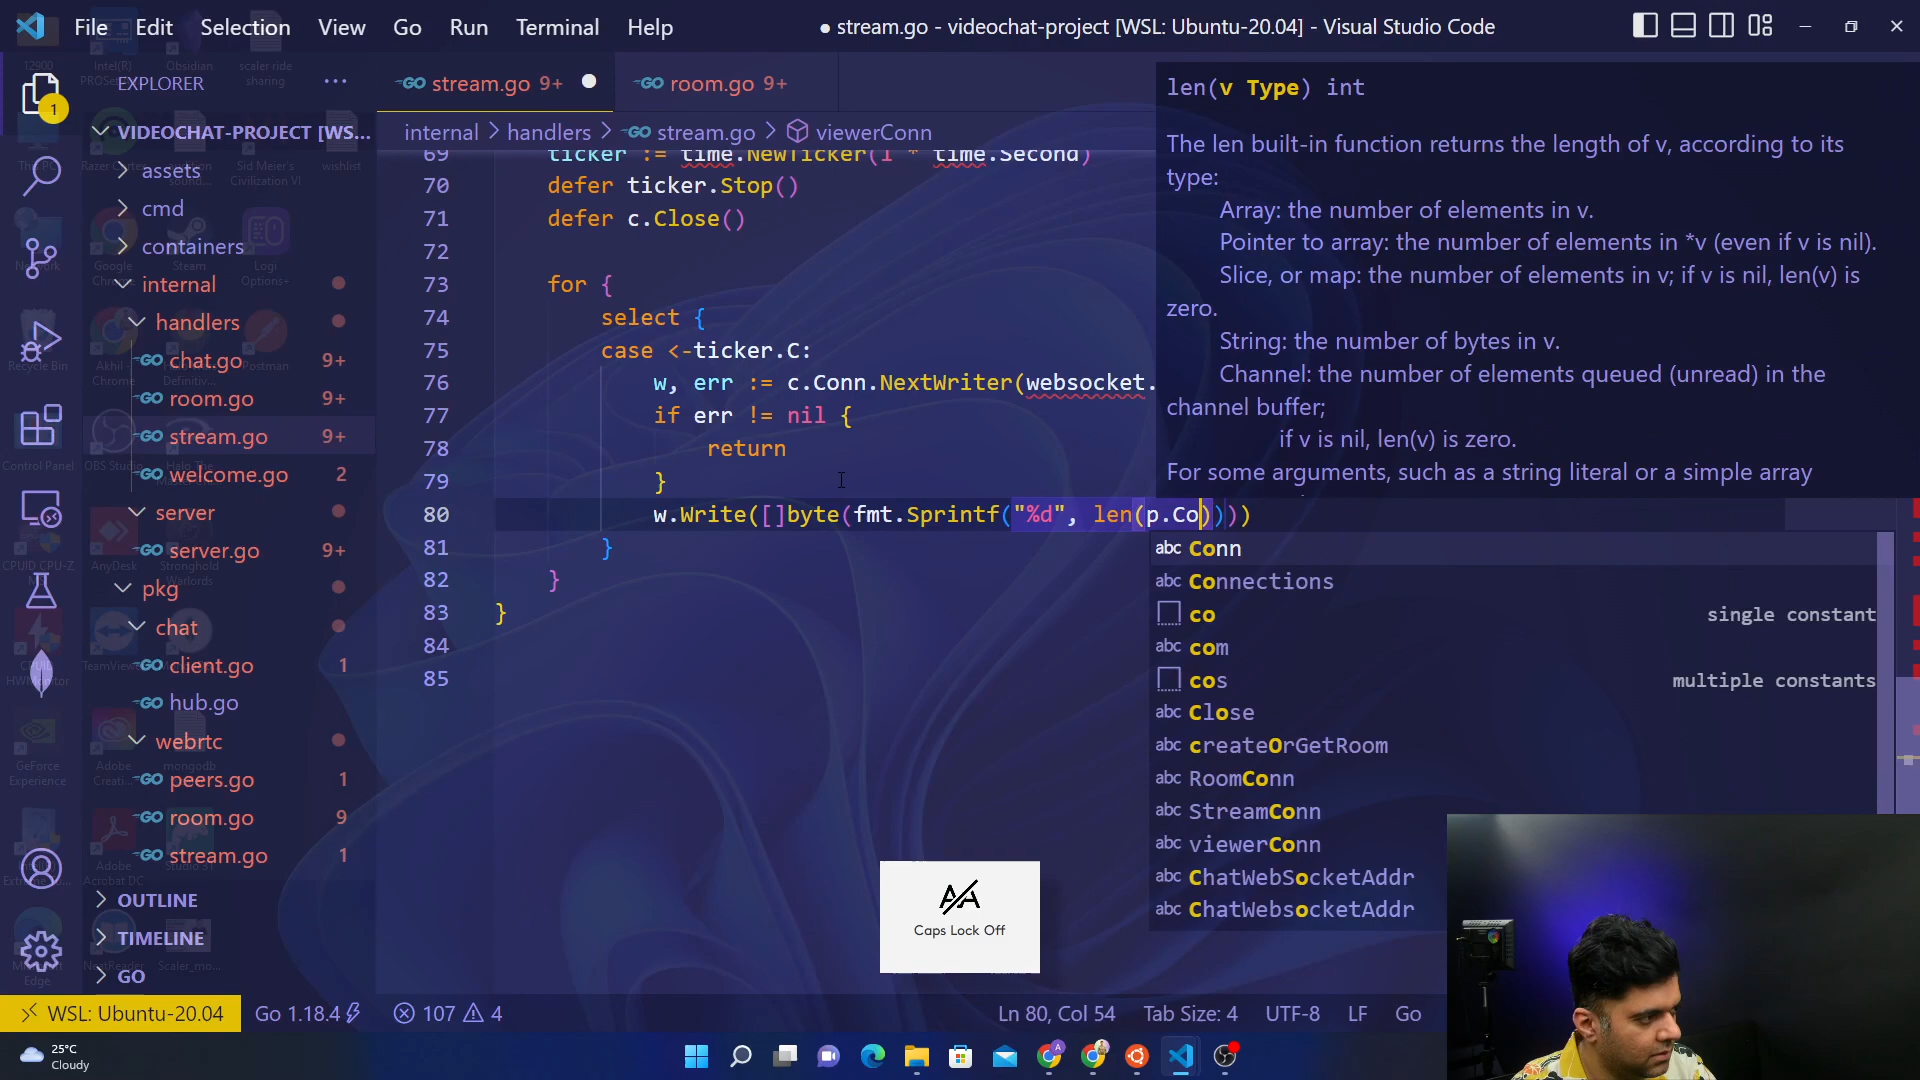 File Edit Selection View Go Run Terminal Help
● stream.go - videochat-project [WSL: Ubuntu-20.04] - Visual Studio Code
EXPLORER ...
VIDEOCHAT-PROJECT [WS...
assets
cmd
containers
internal
handlers
chat.go 9+
room.go 9+
stream.go 9+
welcome.go 2
server
server.go 9+
pkg
chat
client.go 1
hub.go
webrtc
peers.go 1
room.go 9
stream.go 1
OUTLINE
TIMELINE
GO
1
stream.go 9+
room.go 9+
internal > handlers > stream.go > viewerConn
69 ticker := time.NewTicker(1 * time.Second)
70 defer ticker.Stop()
71 defer c.Close()
72
73 for {
74 select {
75 case <-ticker.C:
76 w, err := c.Conn.NextWriter(websocket.
77 if err != nil {
78 return
79 }
80 w.Write([]byte(fmt.Sprintf("%d", len(p.Co))))
81 }
82 }
83 }
84
85
len(v Type) int
The len built-in function returns the length of v, according to its
type:
Array: the number of elements in v.
Pointer to array: the number of elements in *v (even if v is nil).
Slice, or map: the number of elements in v; if v is nil, len(v) is
zero.
String: the number of bytes in v.
Channel: the number of elements queued (unread) in the
channel buffer;
if v is nil, len(v) is zero.
For some arguments, such as a string literal or a simple array
abc Conn
abc Connections
co single constant
abc com
cos multiple constants
abc Close
abc createOrGetRoom
abc RoomConn
abc StreamConn
abc viewerConn
abc ChatWebSocketAddr
abc ChatWebsocketAddr
Caps Lock Off
WSL: Ubuntu-20.04 Go 1.18.4 107 4
Ln 80, Col 54 Tab Size: 4 UTF-8 LF Go
25°C
Cloudy